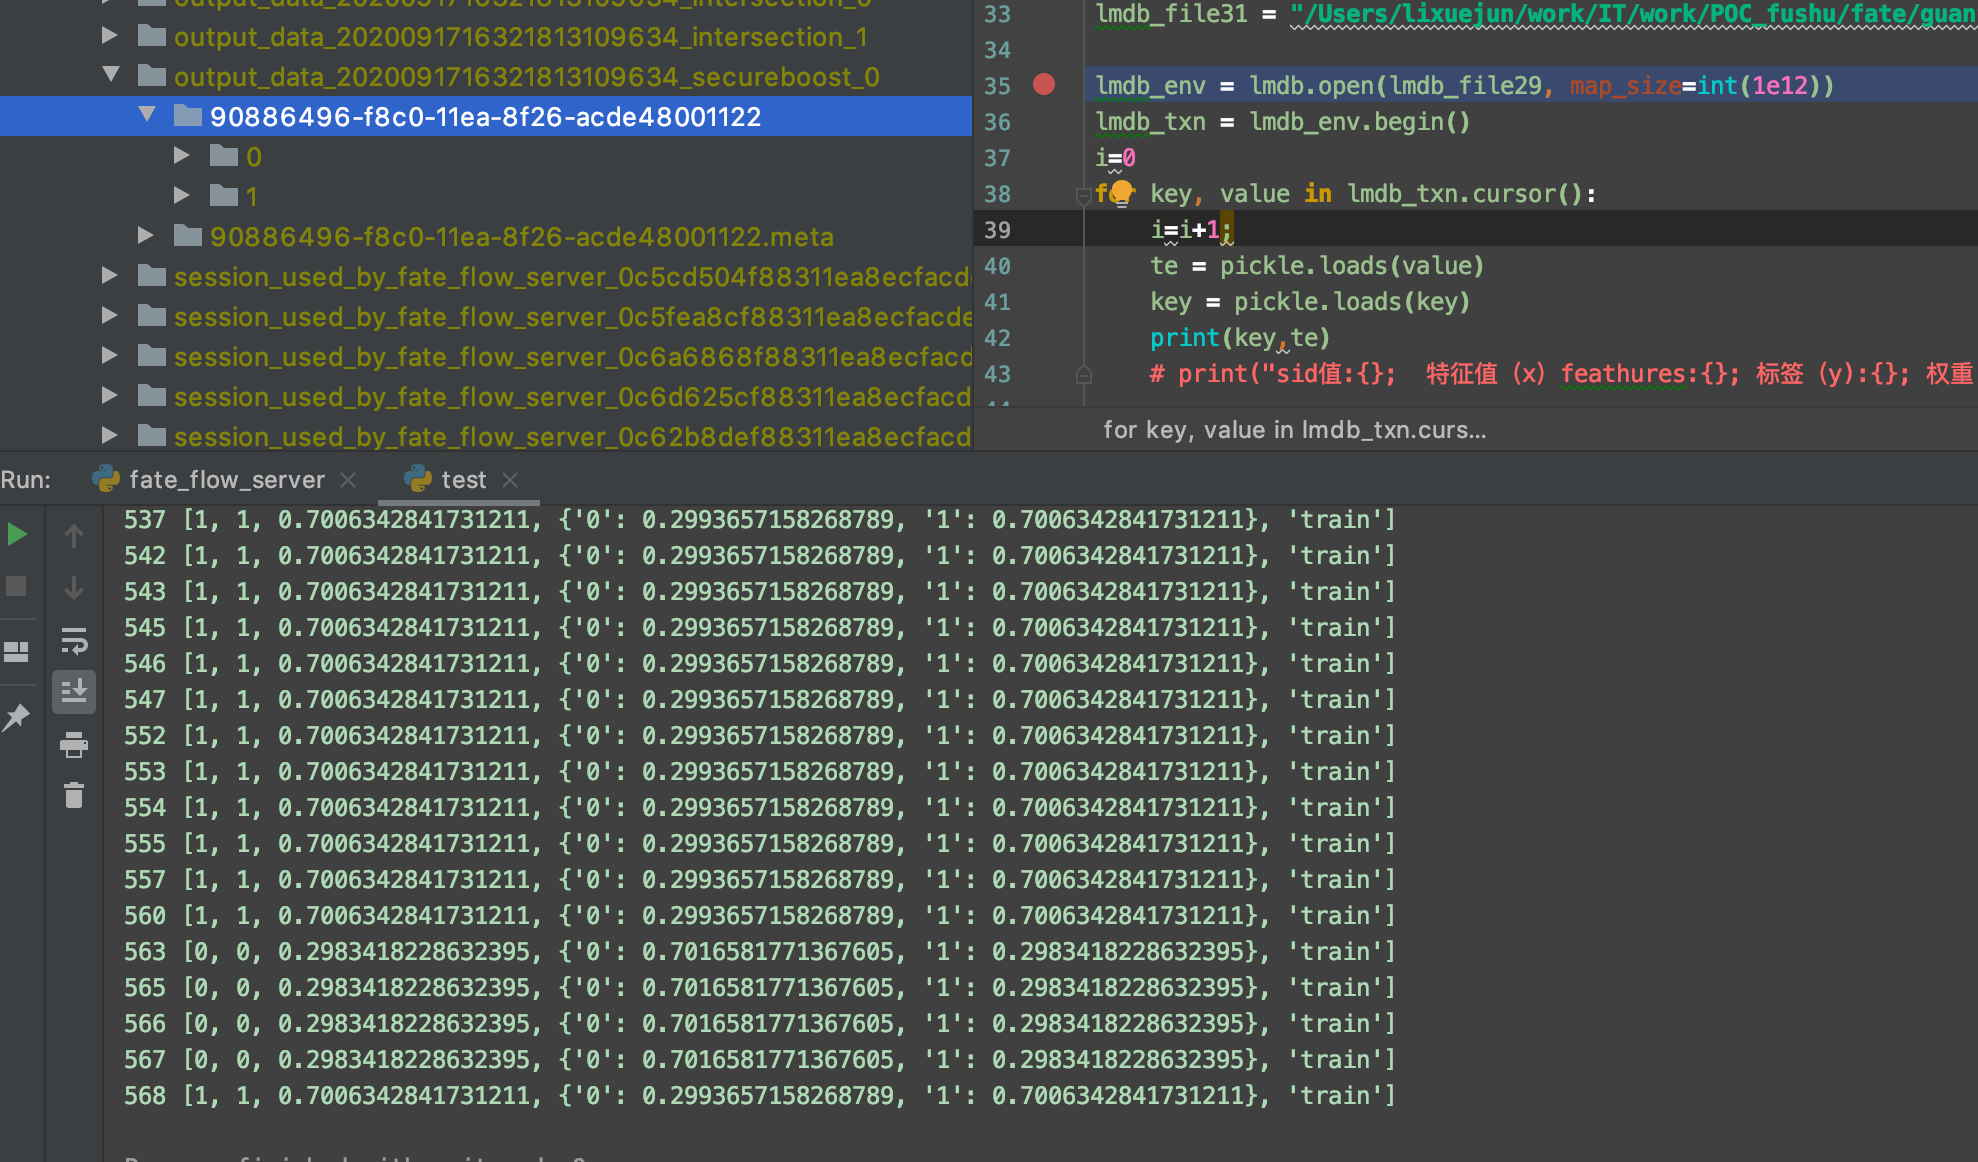 output_data_2020091716321813109634_intersection_0
output_data_2020091716321813109634_intersection_1
output_data_2020091716321813109634_secureboost_0
90886496-f8c0-11ea-8f26-acde48001122
0
1
90886496-f8c0-11ea-8f26-acde48001122.meta
session_used_by_fate_flow_server_0c5cd504f88311ea8ecfacd
session_used_by_fate_flow_server_0c5fea8cf88311ea8ecfacde
session_used_by_fate_flow_server_0c6a6868f88311ea8ecfacd
session_used_by_fate_flow_server_0c6d625cf88311ea8ecfacd
session_used_by_fate_flow_server_0c62b8def88311ea8ecfacd
33 lmdb_file31 = "/Users/lixuejun/work/IT/work/POC_fushu/fate/guan
34
35 lmdb_env = lmdb.open(lmdb_file29, map_size=int(1e12))
36 lmdb_txn = lmdb_env.begin()
37 i=0
38 for key, value in lmdb_txn.cursor():
39 i=i+1;
40 te = pickle.loads(value)
41 key = pickle.loads(key)
42 print(key,te)
43 # print("sid值:{}; 特征值（x）feathures:{}; 标签（y):{}; 权重
for key, value in lmdb_txn.curs...
Run: fate_flow_server test
537 [1, 1, 0.7006342841731211, {'0': 0.2993657158268789, '1': 0.7006342841731211}, 'train']
542 [1, 1, 0.7006342841731211, {'0': 0.2993657158268789, '1': 0.7006342841731211}, 'train']
543 [1, 1, 0.7006342841731211, {'0': 0.2993657158268789, '1': 0.7006342841731211}, 'train']
545 [1, 1, 0.7006342841731211, {'0': 0.2993657158268789, '1': 0.7006342841731211}, 'train']
546 [1, 1, 0.7006342841731211, {'0': 0.2993657158268789, '1': 0.7006342841731211}, 'train']
547 [1, 1, 0.7006342841731211, {'0': 0.2993657158268789, '1': 0.7006342841731211}, 'train']
552 [1, 1, 0.7006342841731211, {'0': 0.2993657158268789, '1': 0.7006342841731211}, 'train']
553 [1, 1, 0.7006342841731211, {'0': 0.2993657158268789, '1': 0.7006342841731211}, 'train']
554 [1, 1, 0.7006342841731211, {'0': 0.2993657158268789, '1': 0.7006342841731211}, 'train']
555 [1, 1, 0.7006342841731211, {'0': 0.2993657158268789, '1': 0.7006342841731211}, 'train']
557 [1, 1, 0.7006342841731211, {'0': 0.2993657158268789, '1': 0.7006342841731211}, 'train']
560 [1, 1, 0.7006342841731211, {'0': 0.2993657158268789, '1': 0.7006342841731211}, 'train']
563 [0, 0, 0.2983418228632395, {'0': 0.7016581771367605, '1': 0.2983418228632395}, 'train']
565 [0, 0, 0.2983418228632395, {'0': 0.7016581771367605, '1': 0.2983418228632395}, 'train']
566 [0, 0, 0.2983418228632395, {'0': 0.7016581771367605, '1': 0.2983418228632395}, 'train']
567 [0, 0, 0.2983418228632395, {'0': 0.7016581771367605, '1': 0.2983418228632395}, 'train']
568 [1, 1, 0.7006342841731211, {'0': 0.2993657158268789, '1': 0.7006342841731211}, 'train']